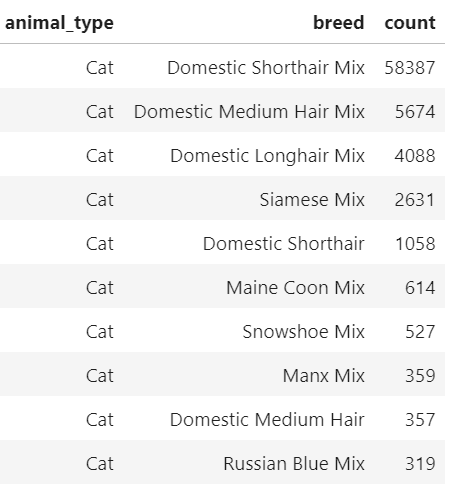 animal_type breed count
Cat Domestic Shorthair Mix 58387
Cat Domestic Medium Hair Mix 5674
Cat Domestic Longhair Mix 4088
Cat Siamese Mix 2631
Cat Domestic Shorthair 1058
Cat Maine Coon Mix 614
Cat Snowshoe Mix 527
Cat Manx Mix 359
Cat Domestic Medium Hair 357
Cat Russian Blue Mix 319